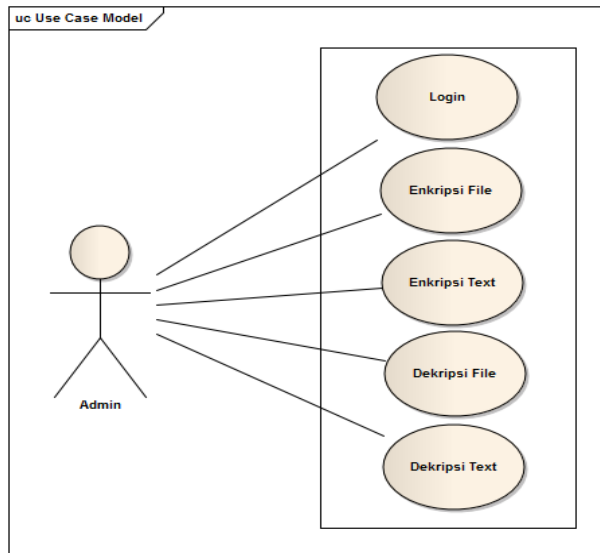 uc Use Case Model
Login
Enkripsi File
Enkripsi Text
Dekripsi File
Admin
Dekripsi Text